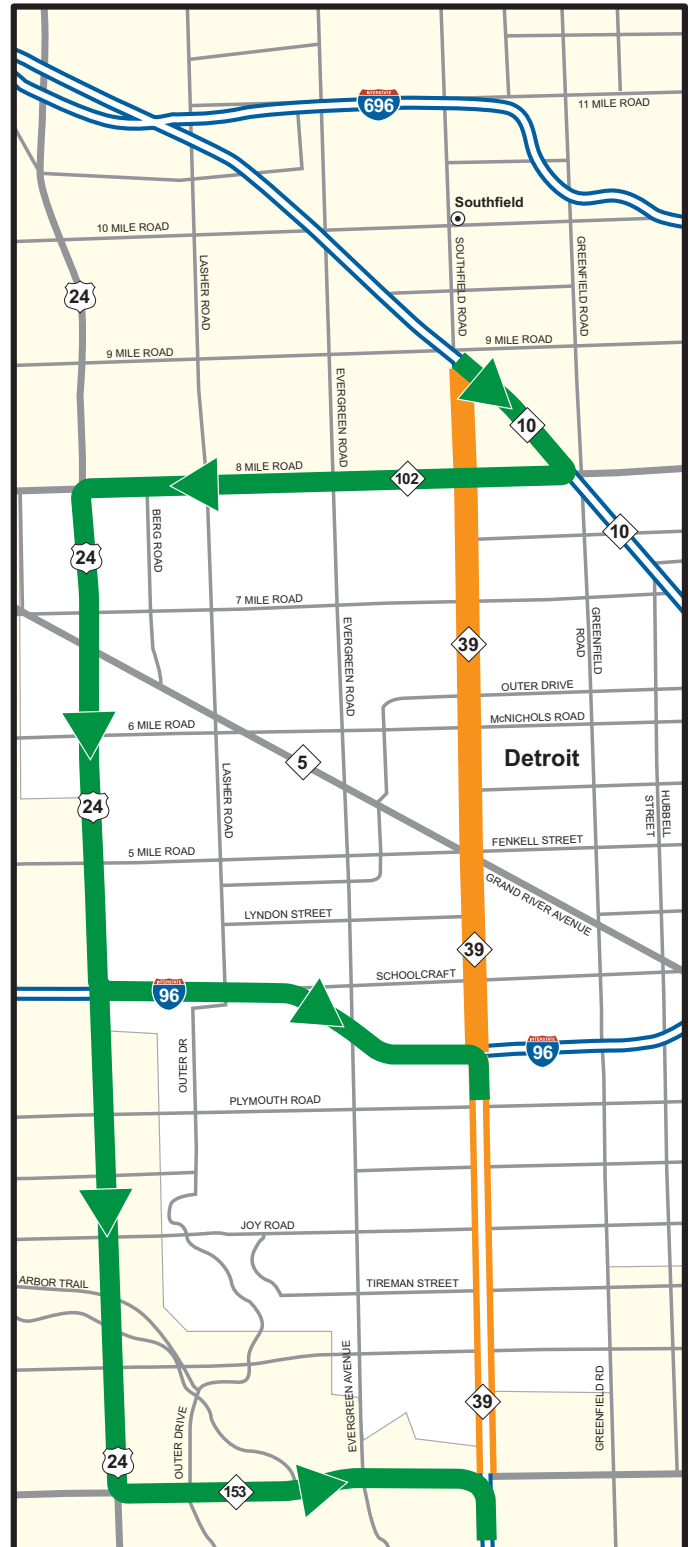 INTERSTATE
696
11 MILE ROAD
Southfield
10 MILE ROAD
LASHER ROAD
SOUTHFIELD ROAD
GREENFIELD ROAD
24
9 MILE ROAD
9 MILE ROAD
EVERGREEN ROAD
10
8 MILE ROAD
102
BERG ROAD
10
24
7 MILE ROAD
GREENFIELD
ROAD
EVERGREEN ROAD
39
OUTER DRIVE
6 MILE ROAD
McNICHOLS ROAD
5
Detroit
LASHER ROAD
24
HUBBELL
STREET
5 MILE ROAD
FENKELL STREET
GRAND RIVER AVENUE
LYNDON STREET
39
SCHOOLCRAFT
INTERSTATE
96
INTERSTATE
96
OUTER DR
PLYMOUTH ROAD
JOY ROAD
ARBOR TRAIL
TIREMAN STREET
EVERGREEN AVENUE
GREENFIELD RD
39
OUTER DRIVE
24
153